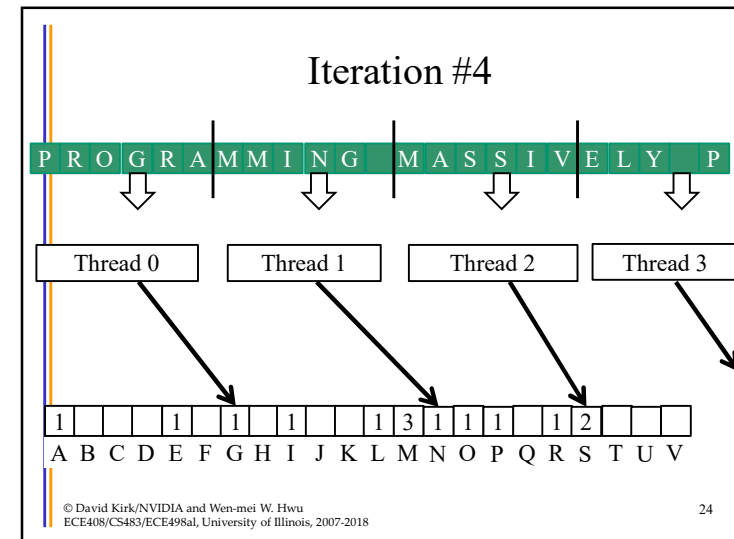 Iteration #4
P R O G R A M M I N G M A S S I V E L Y P
Thread 0 Thread 1 Thread 2 Thread 3
1 1 1 1 1 3 1 1 1 1 2
A B C D E F G H I J K L M N O P Q R S T U V
© David Kirk/NVIDIA and Wen-mei W. Hwu
ECE408/CS483/ECE498al, University of Illinois, 2007-2018
24